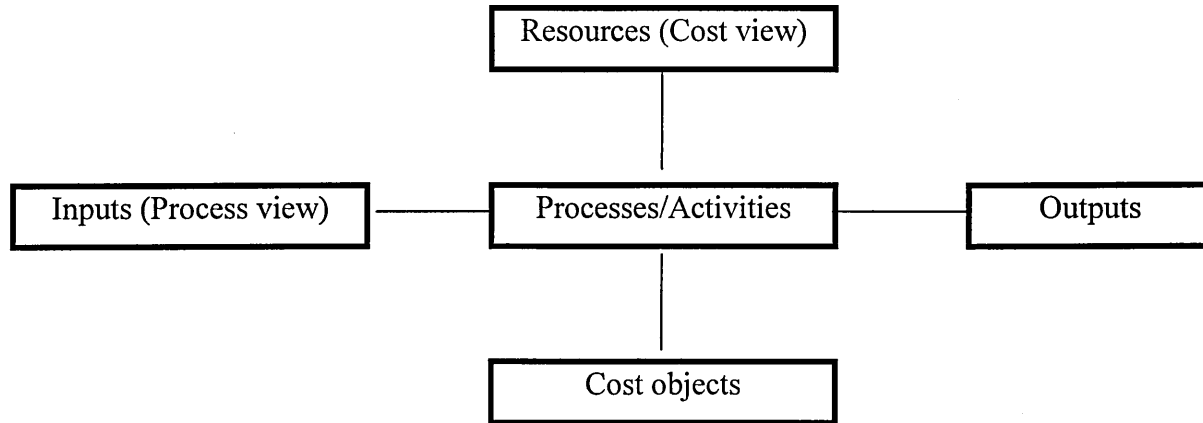 Resources (Cost view)
Inputs (Process view)
Processes/Activities
Outputs
Cost objects